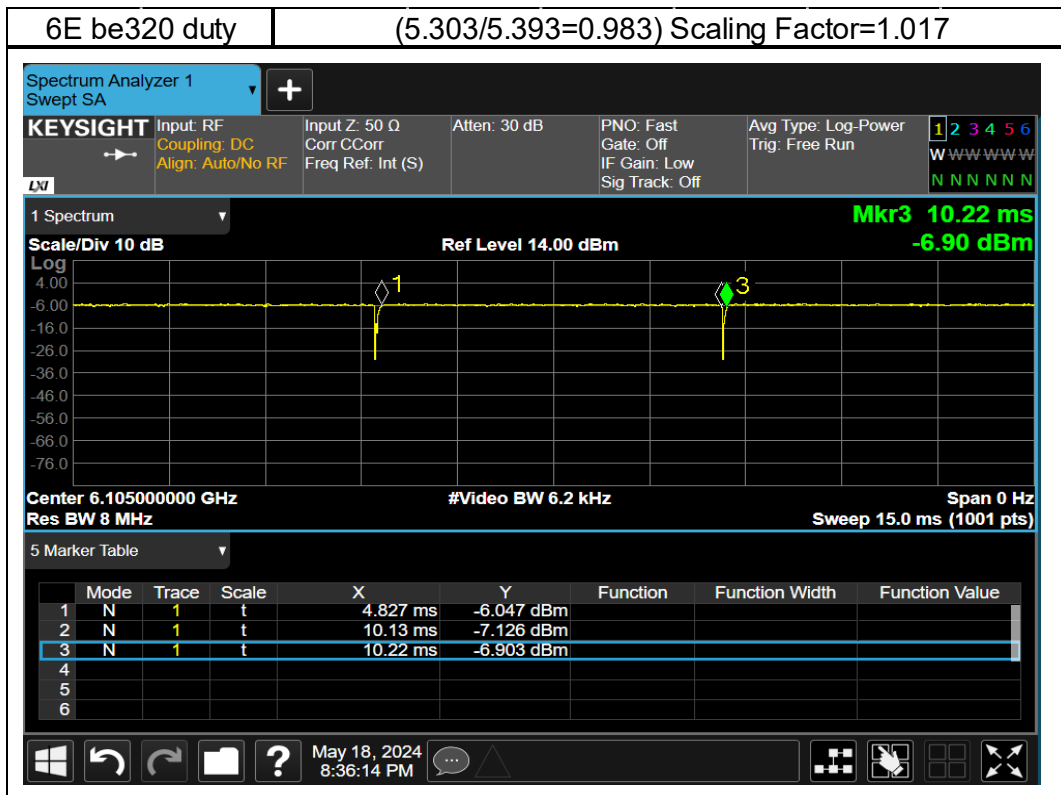 6E be320 duty (5.303/5.393=0.983) Scaling Factor=1.017
Spectrum Analyzer 1
Swept SA
+
KEYSIGHT Input: RF Input Z: 50 Ω Atten: 30 dB PNO: Fast Avg Type: Log-Power 1 2 3 4 5 6
Coupling: DC Corr CCorr Gate: Off Trig: Free Run W W W W W W
Align: Auto/No RF Freq Ref: Int (S) IF Gain: Low
LXI Sig Track: Off N N N N N N
1 Spectrum Mkr3 10.22 ms
Scale/Div 10 dB Ref Level 14.00 dBm -6.90 dBm
Log
4.00 1 3
-6.00
-16.0
-26.0
-36.0
-46.0
-56.0
-66.0
-76.0
Center 6.105000000 GHz #Video BW 6.2 kHz Span 0 Hz
Res BW 8 MHz Sweep 15.0 ms (1001 pts)
5 Marker Table
Mode Trace Scale X Y Function Function Width Function Value
1 N 1 t 4.827 ms -6.047 dBm
2 N 1 t 10.13 ms -7.126 dBm
3 N 1 t 10.22 ms -6.903 dBm
4
5
6
? May 18, 2024
8:36:14 PM